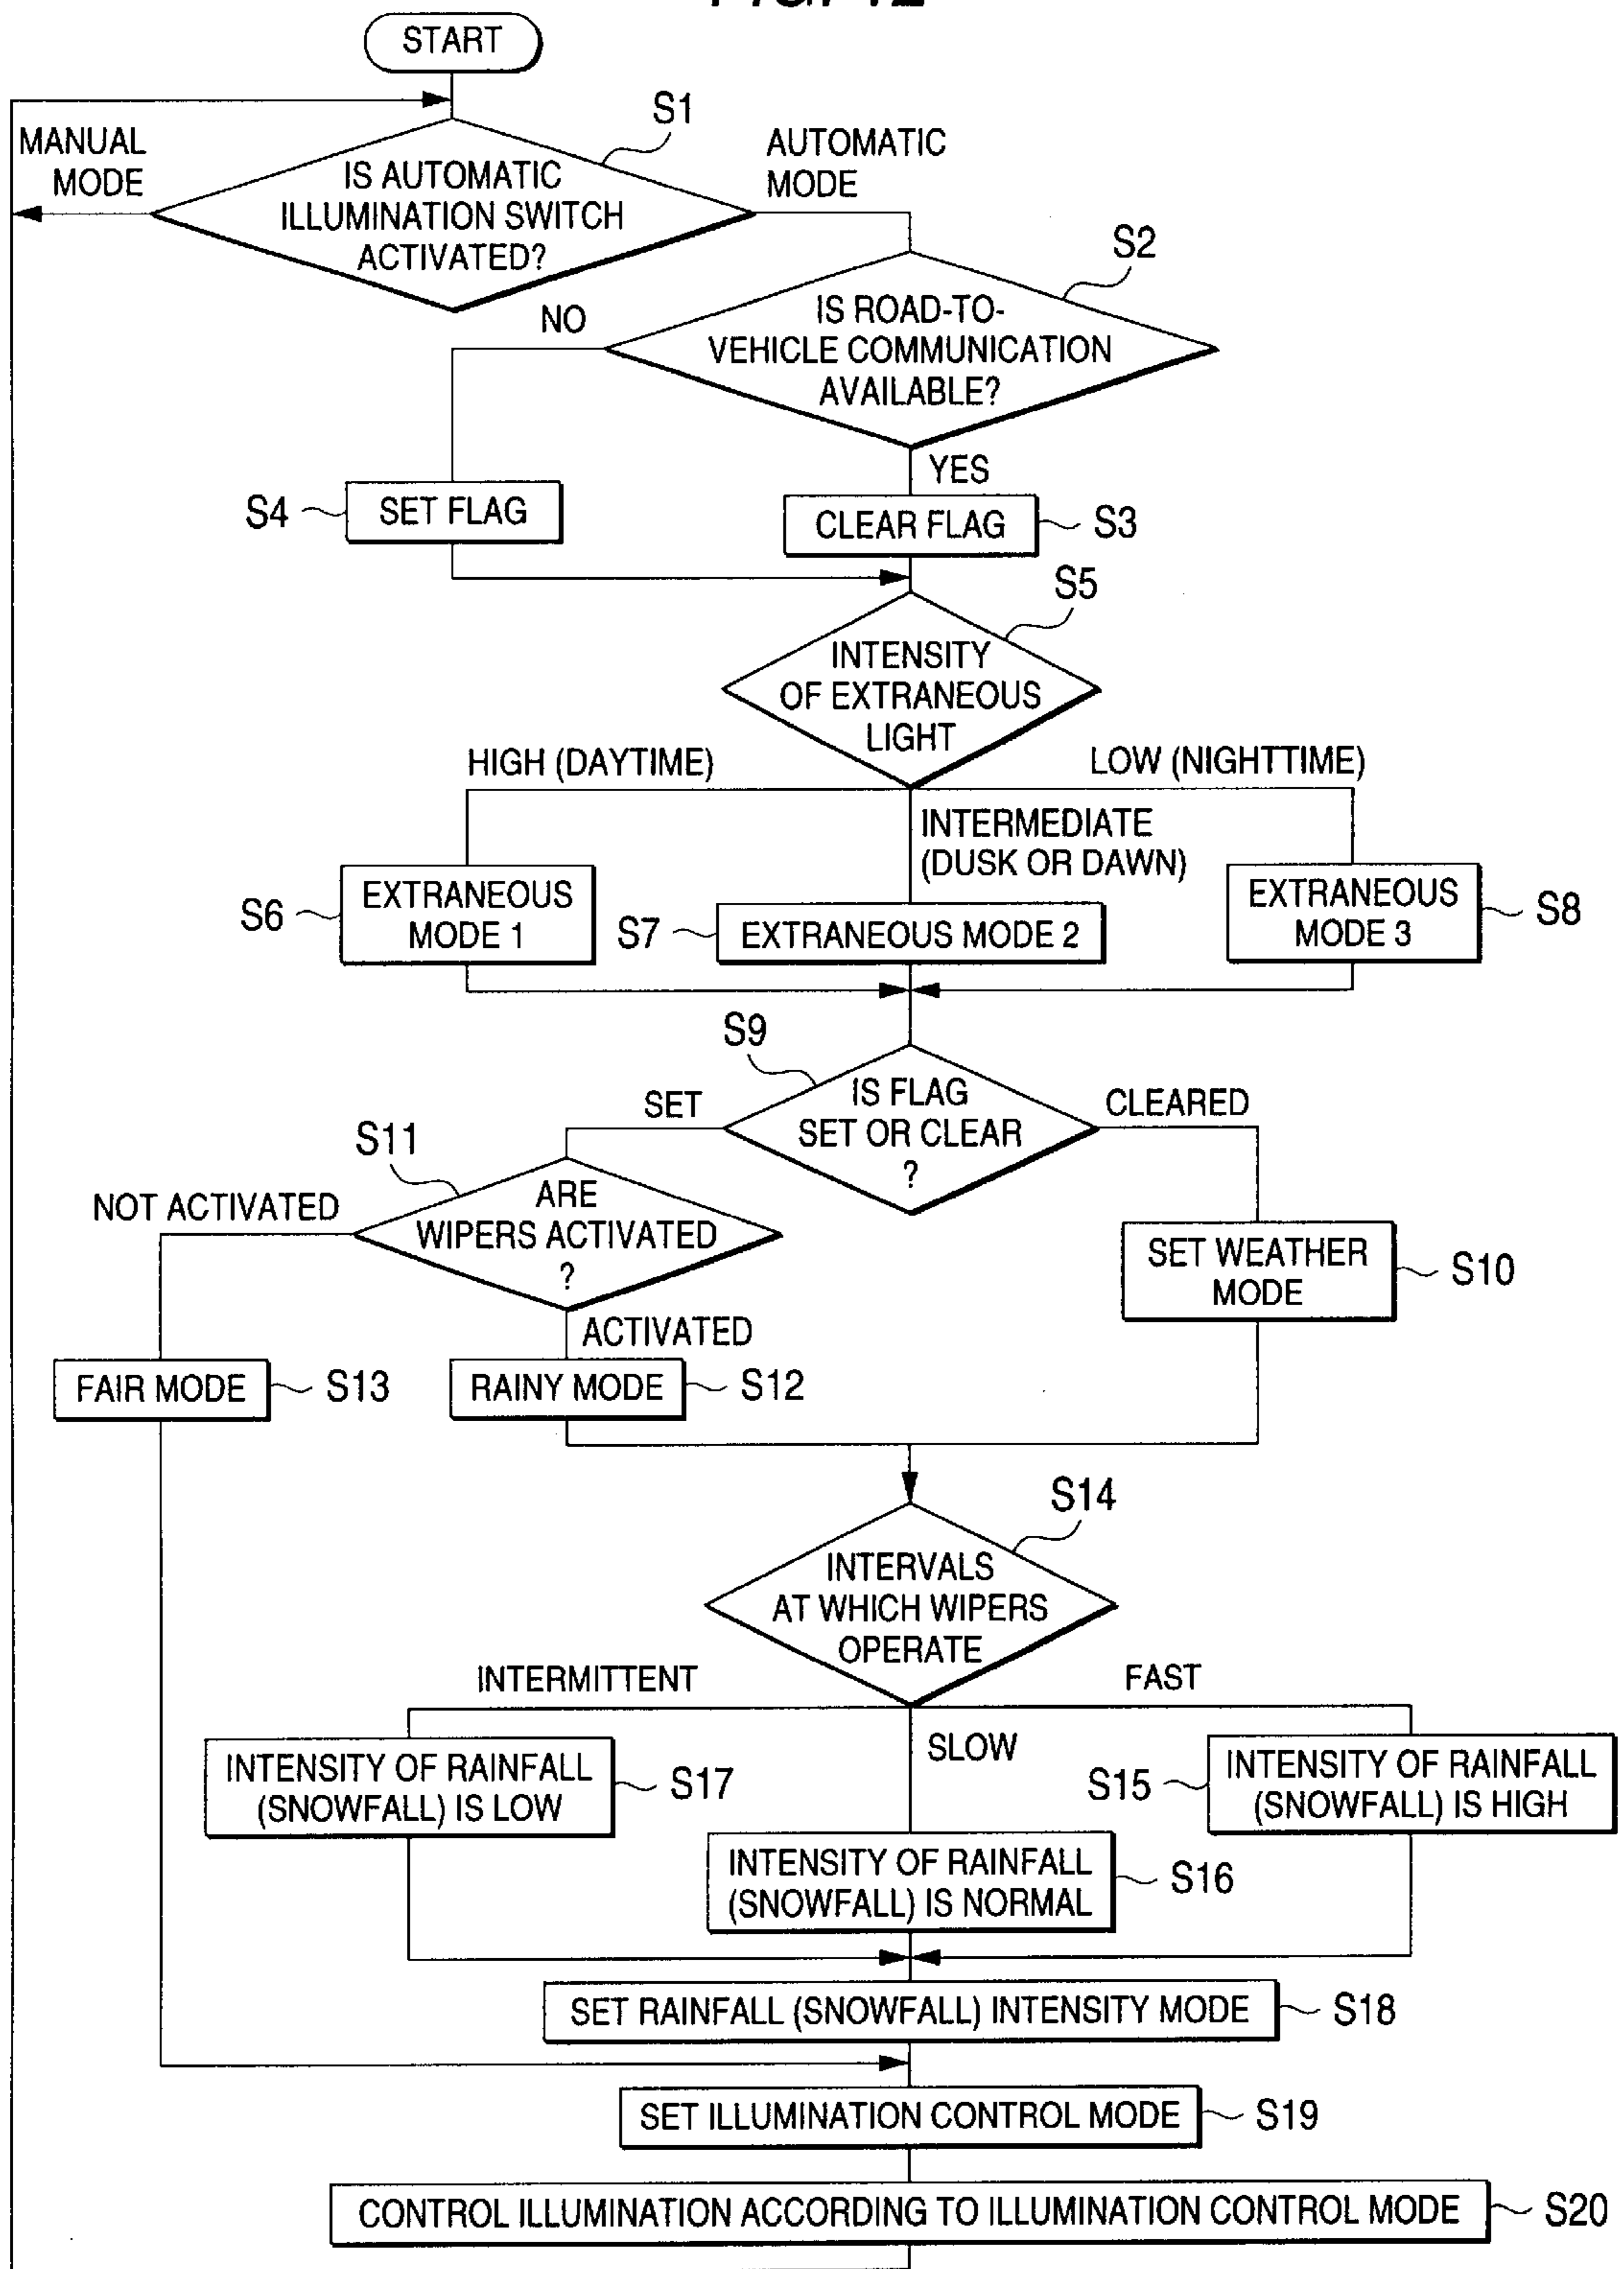 START
S1
MANUAL
MODE
AUTOMATIC
MODE
IS AUTOMATIC
ILLUMINATION SWITCH
ACTIVATED?
S2
NO
IS ROAD-TO-
VEHICLE COMMUNICATION
AVAILABLE?
YES
S4
SET FLAG
CLEAR FLAG
S3
S5
INTENSITY
OF EXTRANEOUS
LIGHT
HIGH (DAYTIME)
LOW (NIGHTTIME)
INTERMEDIATE
(DUSK OR DAWN)
S6
EXTRANEOUS
MODE 1
S7
EXTRANEOUS MODE 2
EXTRANEOUS
MODE 3
S8
S9
SET
IS FLAG
SET OR CLEAR
?
CLEARED
S11
NOT ACTIVATED
ARE
WIPERS ACTIVATED
?
SET WEATHER
MODE
S10
ACTIVATED
FAIR MODE
S13
RAINY MODE
S12
S14
INTERVALS
AT WHICH WIPERS
OPERATE
INTERMITTENT
FAST
SLOW
INTENSITY OF RAINFALL
(SNOWFALL) IS LOW
S17
S15
INTENSITY OF RAINFALL
(SNOWFALL) IS HIGH
INTENSITY OF RAINFALL
(SNOWFALL) IS NORMAL
S16
SET RAINFALL (SNOWFALL) INTENSITY MODE
S18
SET ILLUMINATION CONTROL MODE
S19
CONTROL ILLUMINATION ACCORDING TO ILLUMINATION CONTROL MODE
S20